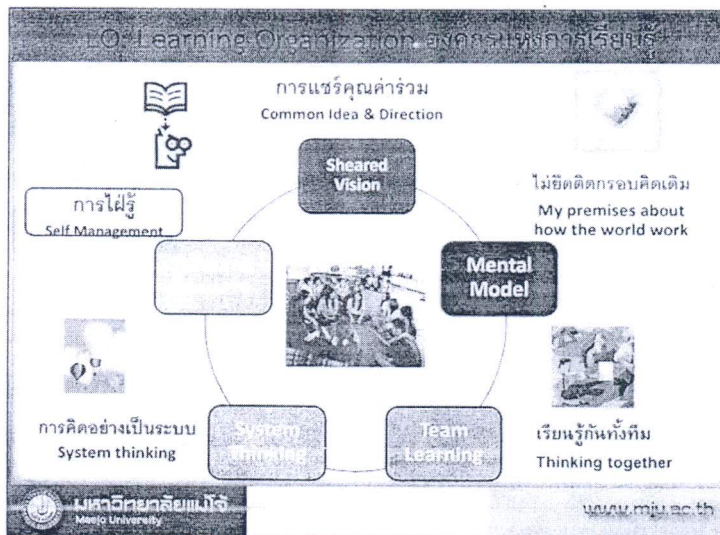 LO: Learning Organization องค์กรแห่งการเรียนรู้
การแชร์คุณค่าร่วม
Common Idea & Direction
Sheared
Vision
ไม่ยึดติดกรอบคิดเดิม
My premises about
how the world work
Mental
Model
การใฝ่รู้
Self Management
การคิดอย่างเป็นระบบ
System thinking
System
Thinking
Team
Learning
เรียนรู้กันทั้งทีม
Thinking together
มหาวิทยาลัยแม่โจ้
Maejo University
www.mju.ac.th